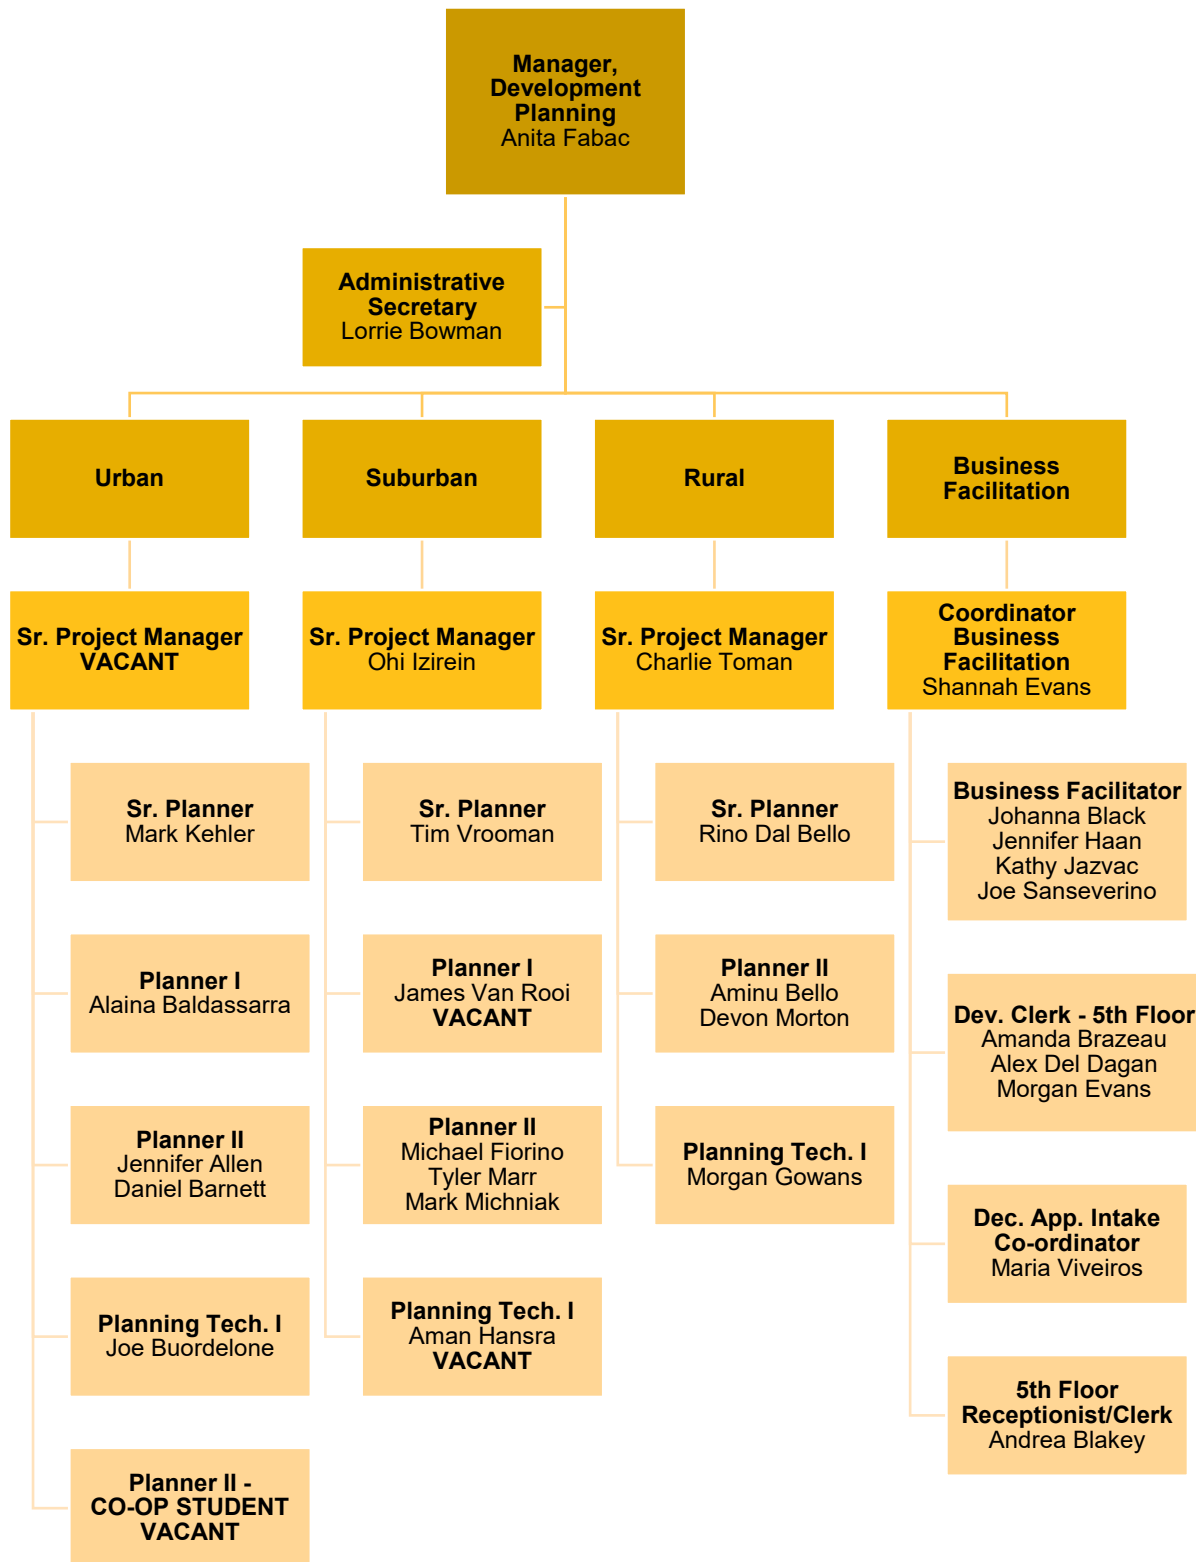 Manager,
Development
Planning
Anita Fabac
Administrative
Secretary
Lorrie Bowman
Urban
Suburban
Rural
Business
Facilitation
Sr. Project Manager
VACANT
Sr. Project Manager
Ohi Izirein
Sr. Project Manager
Charlie Toman
Coordinator
Business
Facilitation
Shannah Evans
Sr. Planner
Mark Kehler
Planner I
Alaina Baldassarra
Planner II
Jennifer Allen
Daniel Barnett
Planning Tech. I
Joe Buordelone
Planner II -
CO-OP STUDENT
VACANT
Sr. Planner
Tim Vrooman
Planner I
James Van Rooi
VACANT
Planner II
Michael Fiorino
Tyler Marr
Mark Michniak
Planning Tech. I
Aman Hansra
VACANT
Sr. Planner
Rino Dal Bello
Planner II
Aminu Bello
Devon Morton
Planning Tech. I
Morgan Gowans
Business Facilitator
Johanna Black
Jennifer Haan
Kathy Jazvac
Joe Sanseverino
Dev. Clerk - 5th Floor
Amanda Brazeau
Alex Del Dagan
Morgan Evans
Dec. App. Intake
Co-ordinator
Maria Viveiros
5th Floor
Receptionist/Clerk
Andrea Blakey